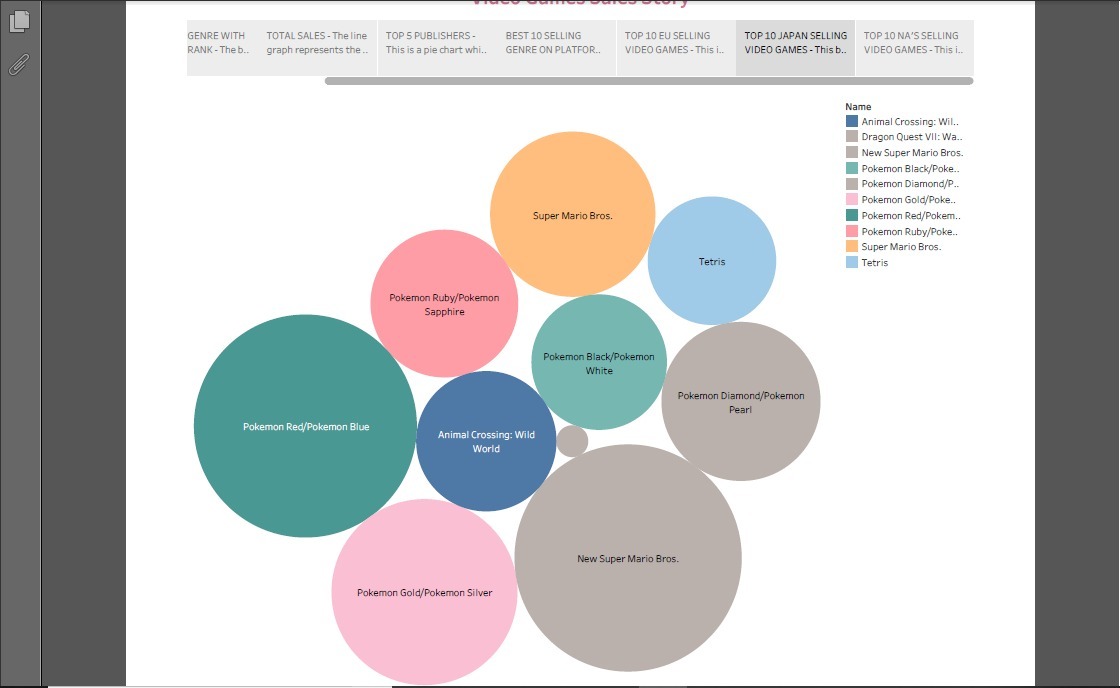 Video Games Sales Story
GENRE WITH
RANK - The b..
TOTAL SALES - The line
graph represents the ..
TOP 5 PUBLISHERS -
This is a pie chart whi..
BEST 10 SELLING
GENRE ON PLATFOR..
TOP 10 EU SELLING
VIDEO GAMES - This i..
TOP 10 JAPAN SELLING
VIDEO GAMES - This b..
TOP 10 NA'S SELLING
VIDEO GAMES - This i..
Name
Animal Crossing: Wil..
Dragon Quest VII: Wa..
New Super Mario Bros.
Pokemon Black/Poke..
Pokemon Diamond/P..
Pokemon Gold/Poke..
Pokemon Red/Pokem..
Pokemon Ruby/Poke..
Super Mario Bros.
Tetris
Super Mario Bros.
Tetris
Pokemon Ruby/Pokemon
Sapphire
Pokemon Black/Pokemon
White
Pokemon Diamond/Pokemon
Pearl
Pokemon Red/Pokemon Blue
Animal Crossing: Wild
World
New Super Mario Bros.
Pokemon Gold/Pokemon Silver